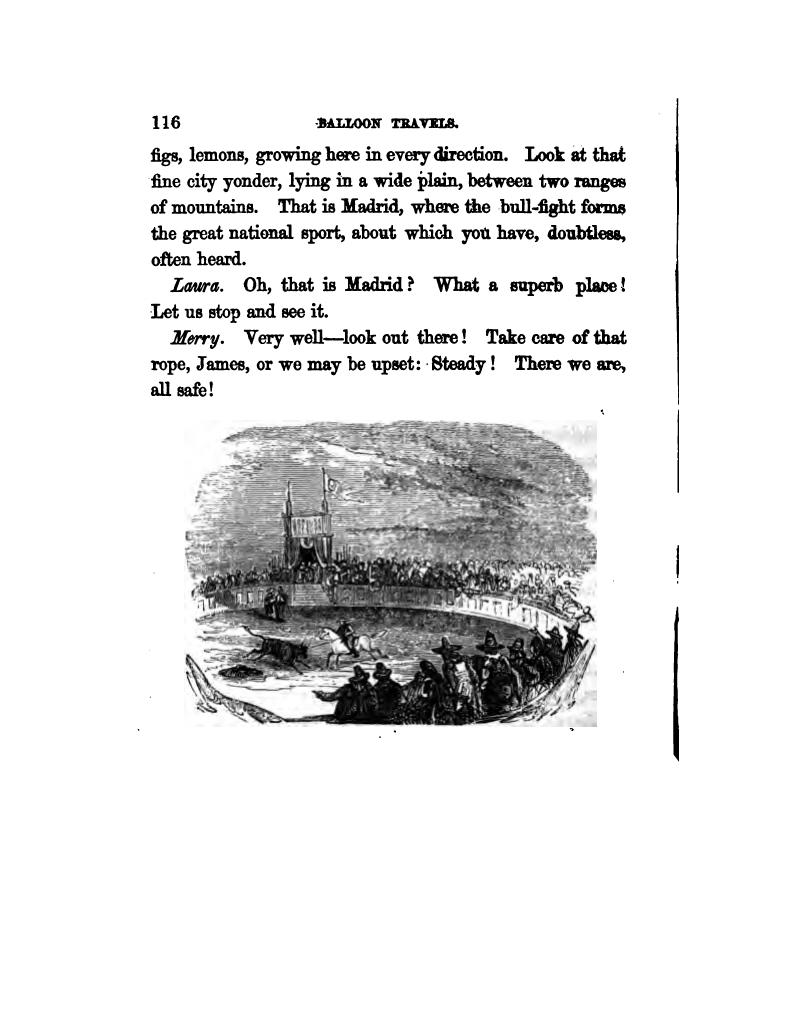 116 BALLOON TRAVELS.
figs, lemons, growing here in every direction. Look at that
fine city yonder, lying in a wide plain, between two ranges
of mountains. That is Madrid, where the bull-fight forms
the great national sport, about which you have, doubtless,
often heard.
Laura. Oh, that is Madrid? What a superb place!
Let us stop and see it.
Merry. Very well—look out there! Take care of that
rope, James, or we may be upset: Steady! There we are,
all safe!